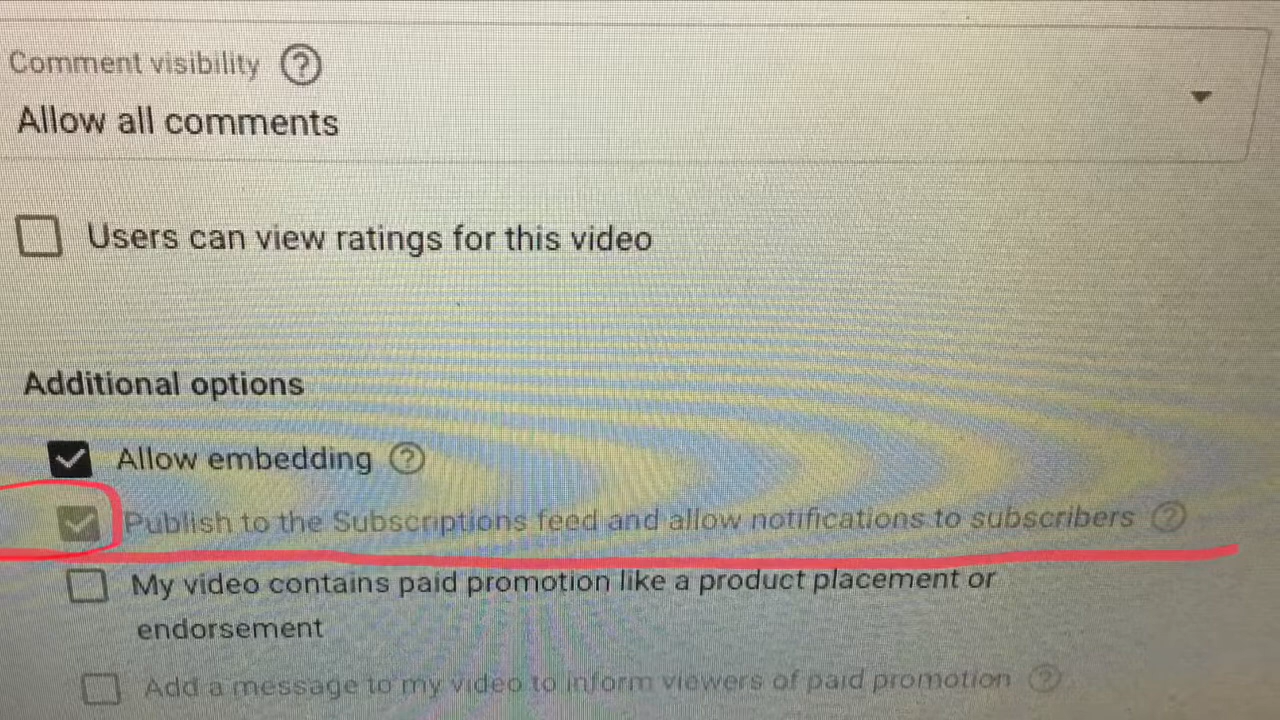 Comment visibility ?
Allow all comments
Users can view ratings for this video
Additional options
Allow embedding ?
Publish to the Subscriptions feed and allow notifications to subscribers ?
My video contains paid promotion like a product placement or
endorsement
Add a message to my video to inform viewers of paid promotion ?